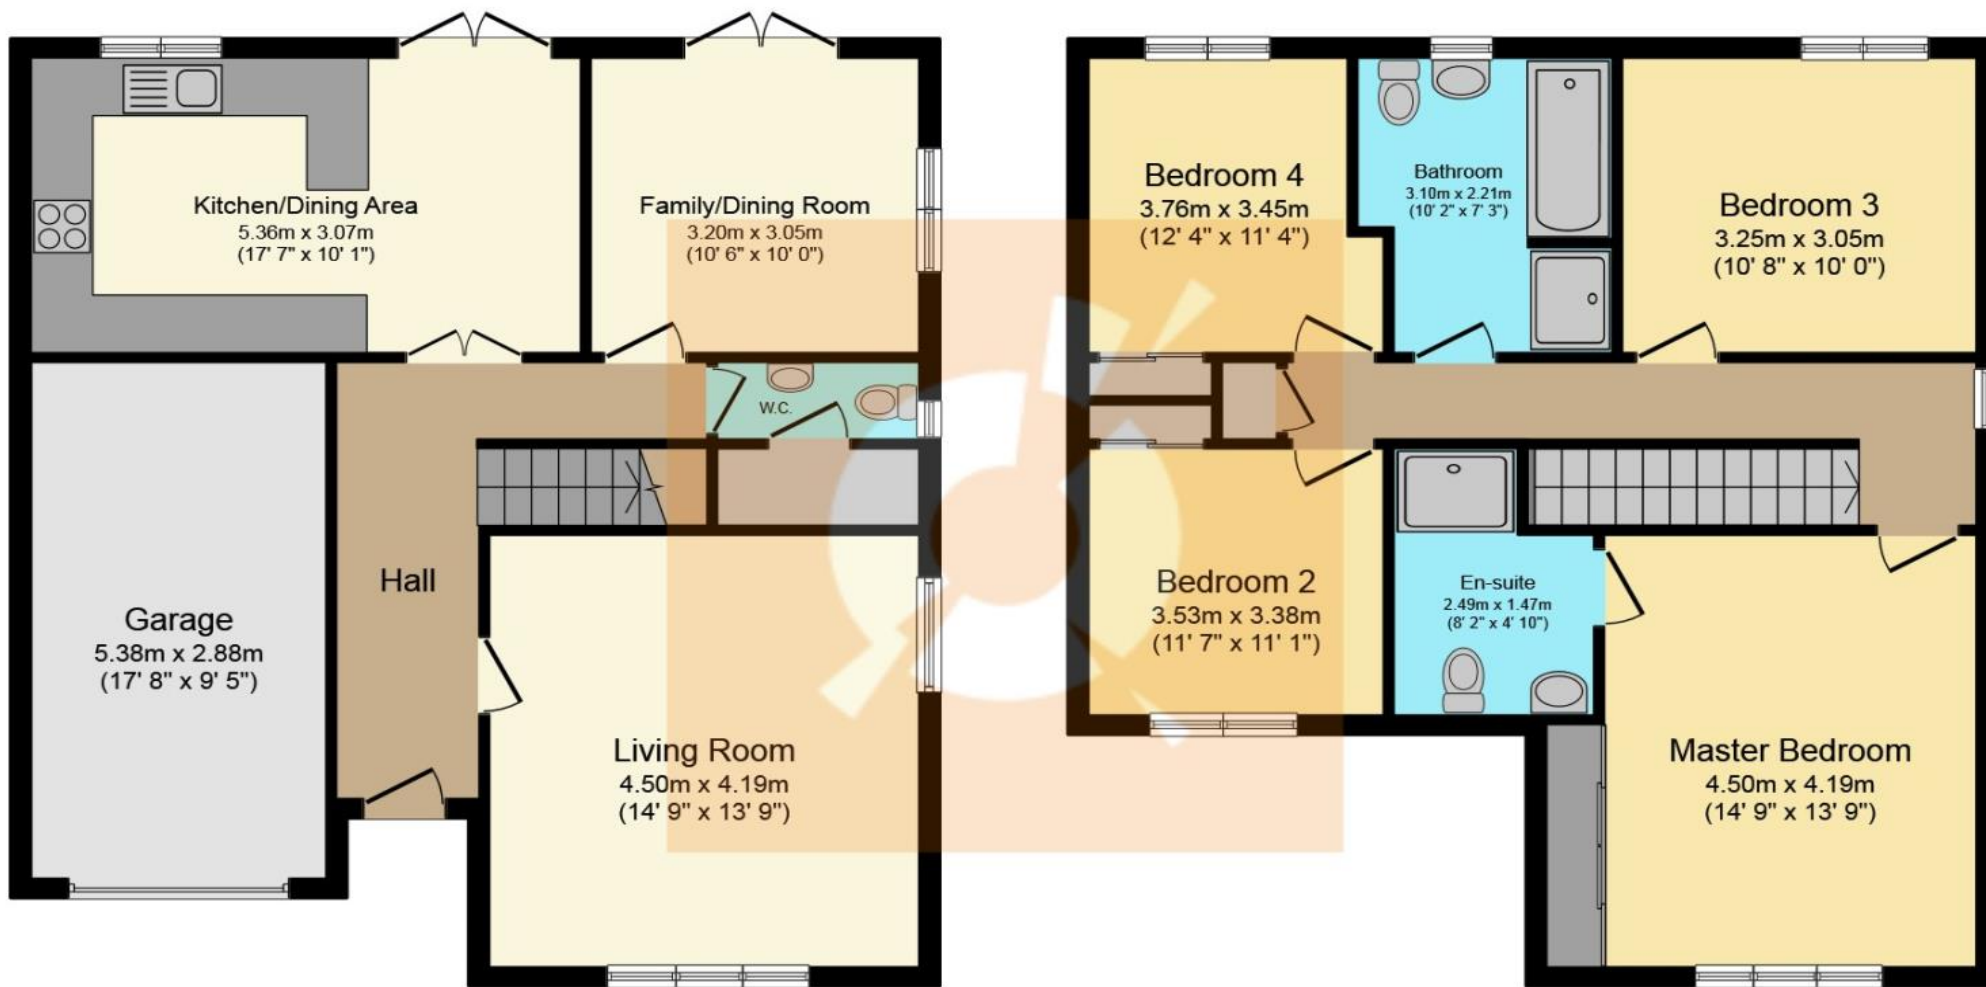 Kitchen/Dining Area
5.36m x 3.07m
(17' 7" x 10' 1")
Family/Dining Room
3.20m x 3.05m
(10' 6" x 10' 0")
W.C.
Hall
Garage
5.38m x 2.88m
(17' 8" x 9' 5")
Living Room
4.50m x 4.19m
(14' 9" x 13' 9")
Bedroom 4
3.76m x 3.45m
(12' 4" x 11' 4")
Bathroom
3.10m x 2.21m
(10' 2" x 7' 3")
Bedroom 3
3.25m x 3.05m
(10' 8" x 10' 0")
Bedroom 2
3.53m x 3.38m
(11' 7" x 11' 1")
En-suite
2.49m x 1.47m
(8' 2" x 4' 10")
Master Bedroom
4.50m x 4.19m
(14' 9" x 13' 9")